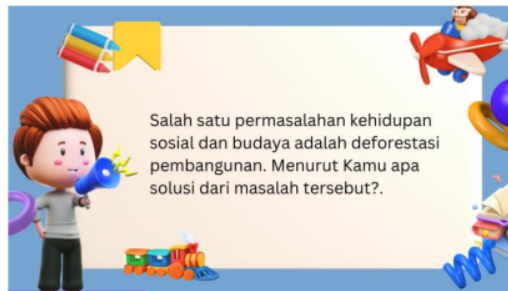 Salah satu permasalahan kehidupan
sosial dan budaya adalah deforestasi
pembangunan. Menurut Kamu apa
solusi dari masalah tersebut?.